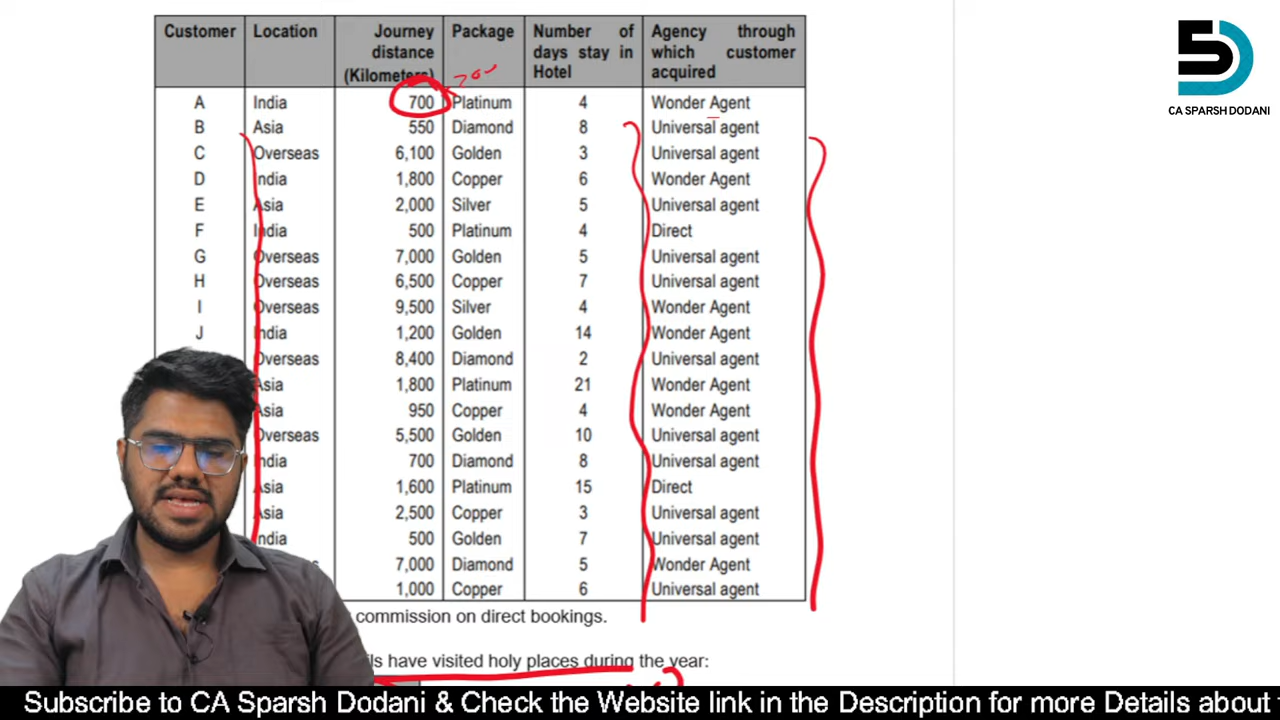 Customer Location Journey distance (Kilometers) Package Number of days stay in Hotel Agency through which customer acquired
A India 700 Platinum 4 Wonder Agent
B Asia 550 Diamond 8 Universal agent
C Overseas 6,100 Golden 3 Universal agent
D India 1,800 Copper 6 Wonder Agent
E Asia 2,000 Silver 5 Universal agent
F India 500 Platinum 4 Direct
G Overseas 7,000 Golden 5 Universal agent
H Overseas 6,500 Copper 7 Universal agent
I Overseas 9,500 Silver 4 Wonder Agent
J India 1,200 Golden 14 Wonder Agent
Overseas 8,400 Diamond 2 Universal agent
Asia 1,800 Platinum 21 Wonder Agent
Asia 950 Copper 4 Wonder Agent
Overseas 5,500 Golden 10 Universal agent
India 700 Diamond 8 Universal agent
Asia 1,600 Platinum 15 Direct
Asia 2,500 Copper 3 Universal agent
India 500 Golden 7 Universal agent
7,000 Diamond 5 Wonder Agent
1,000 Copper 6 Universal agent
commission on direct bookings.
have visited holy places during the year:
CA SPARSH DODANI
Subscribe to CA Sparsh Dodani & Check the Website link in the Description for more Details about